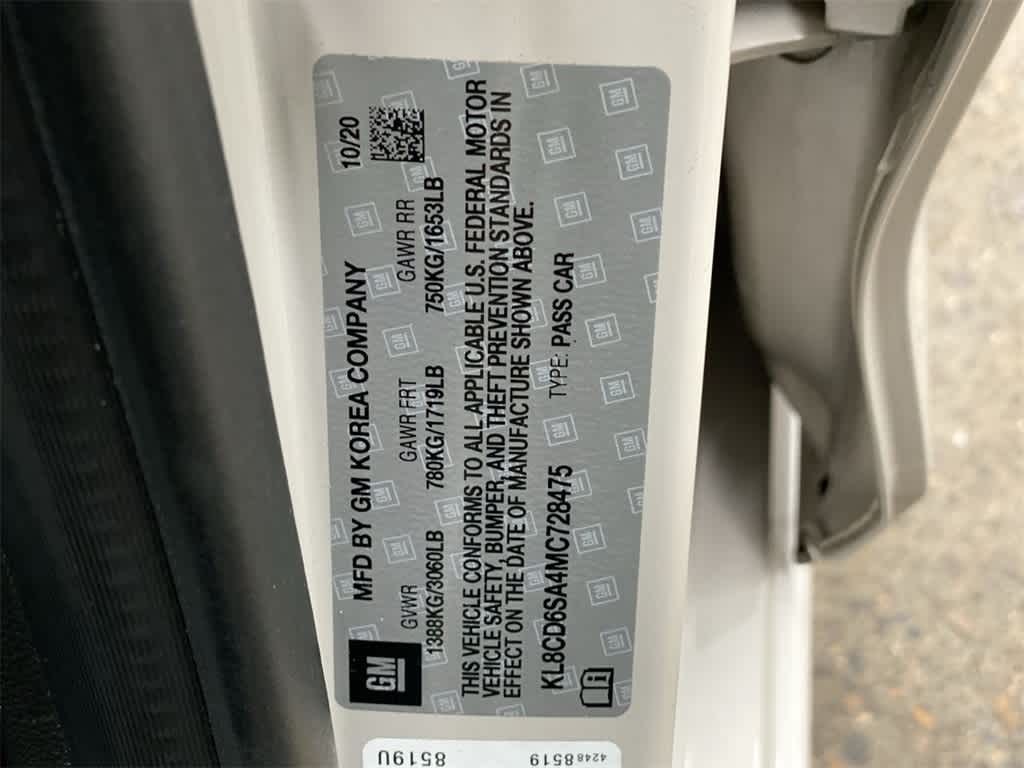 GM
MFD BY GM KOREA COMPANY 10/20
GVWR GAWR FRT GAWR RR
1388KG/3060LB 780KG/1719LB 750KG/1653LB
THIS VEHICLE CONFORMS TO ALL APPLICABLE U.S. FEDERAL MOTOR
VEHICLE SAFETY, BUMPER, AND THEFT PREVENTION STANDARDS IN
EFFECT ON THE DATE OF MANUFACTURE SHOWN ABOVE.
KL8CD6SA4MC728475 TYPE: PASS CAR
42488519
8519U